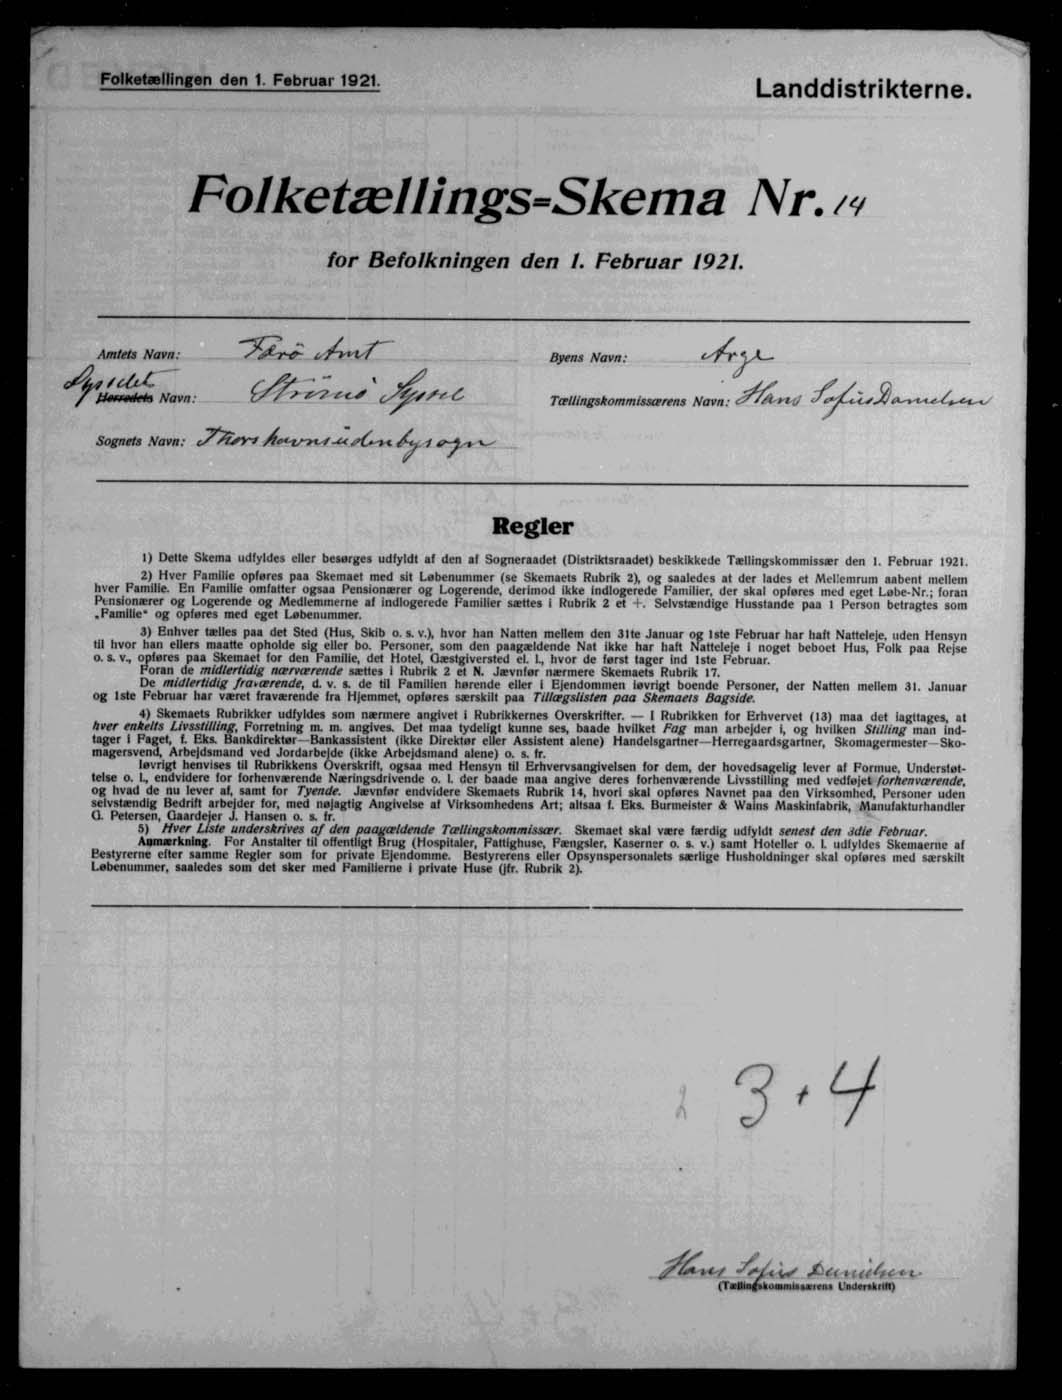 Folketællingen den 1. Februar 1921.
Landdistrikterne.
Folketællings=Skema Nr. 14
for Befolkningen den 1. Februar 1921.
Amtets Navn: Færö Amt
Byens Navn: Arge
Sysselet
Herredets Navn: Strömö Syssel
Tællingskommissærens Navn: Hans Sofus Danielsen
Sognets Navn: Thorshavnsudenbysogn
Regler
1) Dette Skema udfyldes eller besørges udfyldt af den af Sogneraadet (Distriktsraadet) beskikkede Tællingskommissær den 1. Februar 1921.
2) Hver Familie opføres paa Skemaet med sit Løbenummer (se Skemaets Rubrik 2), og saaledes at der lades et Mellemrum aabent mellem
hver Familie. En Familie omfatter ogsaa Pensionærer og Logerende, derimod ikke indlogerede Familier, der skal opføres med eget Løbe-Nr.; foran
Pensionærer og Logerende og Medlemmerne af indlogerede Familier sættes i Rubrik 2 et +. Selvstændige Husstande paa 1 Person betragtes som
„Familie“ og opføres med eget Løbenummer.
3) Enhver tælles paa det Sted (Hus, Skib o. s. v.), hvor han Natten mellem den 31te Januar og 1ste Februar har haft Natteleje, uden Hensyn
til hvor han ellers maatte opholde sig eller bo. Personer, som den paagældende Nat ikke har haft Natteleje i noget beboet Hus, Folk paa Rejse
o. s. v., opføres paa Skemaet for den Familie, det Hotel, Gæstgiversted el. l., hvor de først tager ind 1ste Februar.
Foran de midlertidig nærværende sættes i Rubrik 2 et N. Jævnfør nærmere Skemaets Rubrik 17.
De midlertidig fraværende, d. v. s. de til Familien hørende eller i Ejendommen iøvrigt boende Personer, der Natten mellem 31. Januar
og 1ste Februar har været fraværende fra Hjemmet, opføres særskilt paa Tillægslisten paa Skemaets Bagside.
4) Skemaets Rubrikker udfyldes som nærmere angivet i Rubrikkernes Overskrifter. — I Rubrikken for Erhvervet (13) maa det iagttages, at
hver enkelts Livsstilling, Forretning m. m. angives. Det maa tydeligt kunne ses, baade hvilket Fag man arbejder i, og hvilken Stilling man ind-
tager i Faget, f. Eks. Bankdirektør—Bankassistent (ikke Direktør eller Assistent alene) Handelsgartner—Herregaardsgartner, Skomagermester—Sko-
magersvend, Arbejdsmand ved Jordarbejde (ikke Arbejdsmand alene) o. s. fr.
Iøvrigt henvises til Rubrikkens Overskrift, ogsaa med Hensyn til Erhvervsangivelsen for dem, der hovedsagelig lever af Formue, Understøt-
telse o. l., endvidere for forhenværende Næringsdrivende o. l. der baade maa angive deres forhenværende Livsstilling med vedføjet forhenværende,
og hvad de nu lever af, samt for Tyende. Jævnfør endvidere Skemaets Rubrik 14, hvori skal opføres Navnet paa den Virksomhed, Personer uden
selvstændig Bedrift arbejder for, med nøjagtig Angivelse af Virksomhedens Art; altsaa f. Eks. Burmeister & Wains Maskinfabrik, Manufakturhandler
G. Petersen, Gaardejer J. Hansen o. s. fr.
5) Hver Liste underskrives af den paagældende Tællingskommissær. Skemaet skal være færdig udfyldt senest den 3die Februar.
Anmærkning. For Anstalter til offentligt Brug (Hospitaler, Fattighuse, Fængsler, Kaserner o. s. v.) samt Hoteller o. l. udfyldes Skemaerne af
Bestyrerne efter samme Regler som for private Ejendomme. Bestyrerens eller Opsynspersonalets særlige Husholdninger skal opføres med særskilt
Løbenummer, saaledes som det sker med Familierne i private Huse (jfr. Rubrik 2).
2 3 + 4
Hans Sofus Danielsen
(Tællingskommissærens Underskrift)